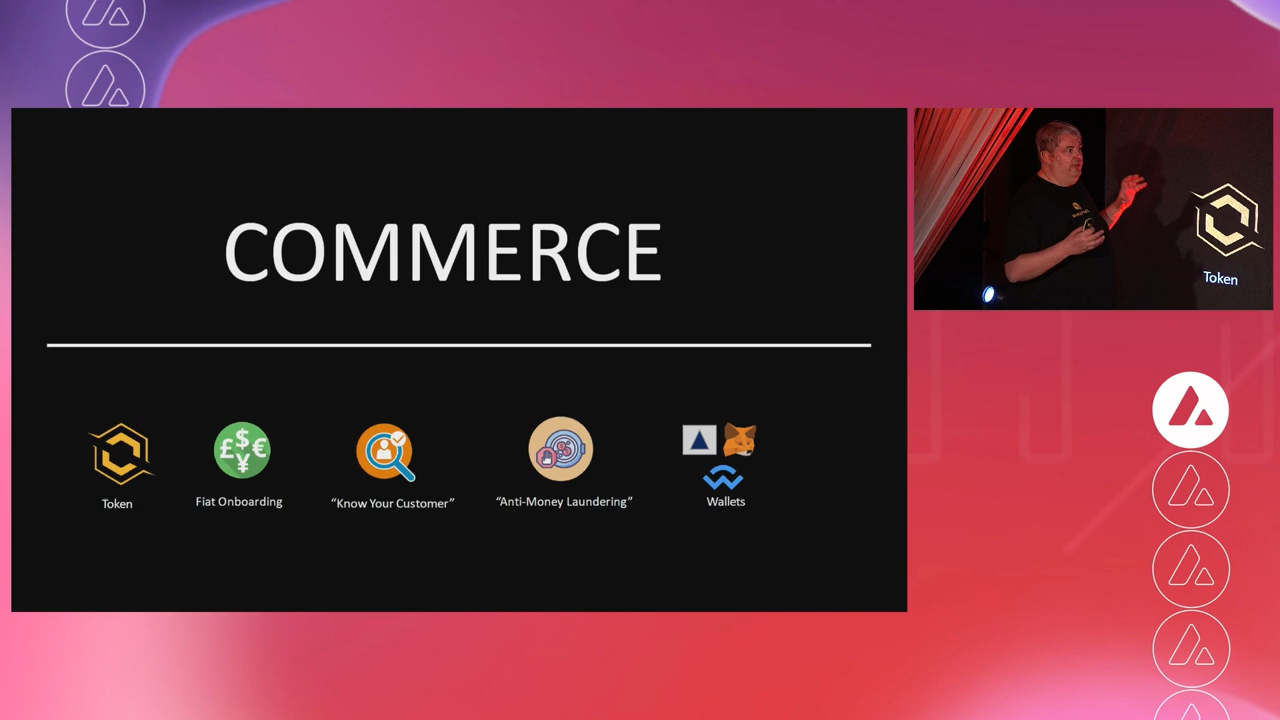 COMMERCE
Token
Fiat Onboarding
“Know Your Customer”
“Anti-Money Laundering”
Wallets
Token